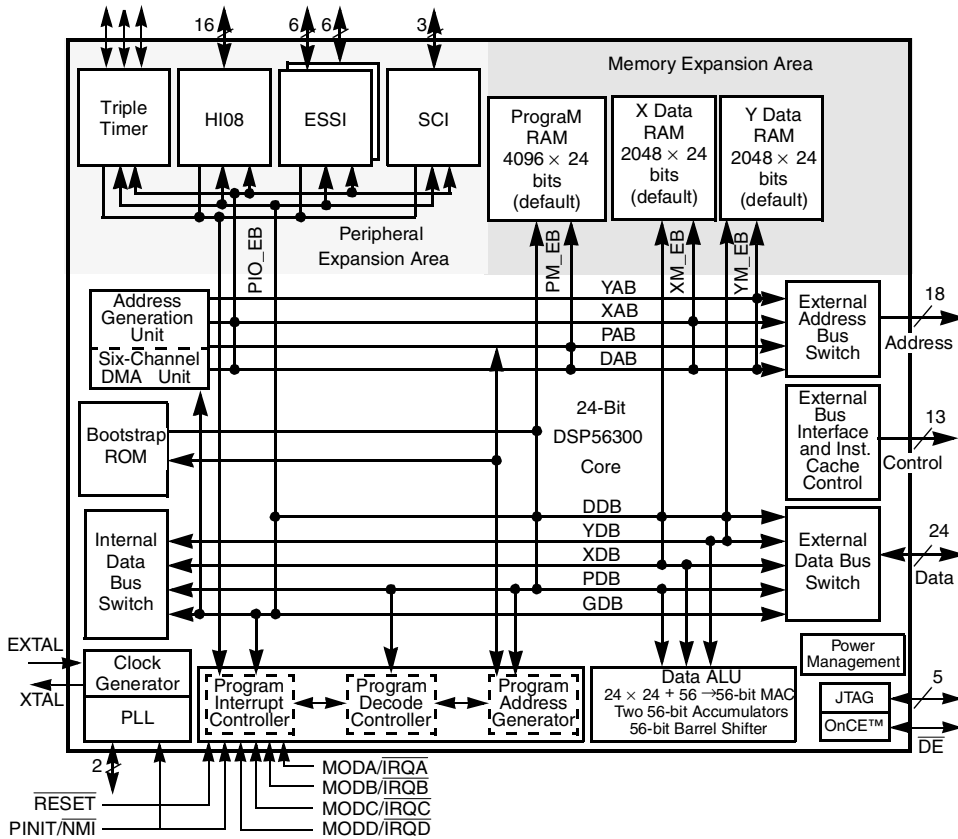 16
6
6
3
Memory Expansion Area
Triple
Timer
HI08
ESSI
SCI
PrograM
RAM
4096 × 24
bits
(default)
X Data
RAM
2048 × 24
bits
(default)
Y Data
RAM
2048 × 24
bits
(default)
Peripheral
Expansion Area
PIO_EB
PM_EB
XM_EB
YM_EB
Address
Generation
Unit
Six-Channel
DMA Unit
YAB
XAB
PAB
DAB
External
Address
Bus
Switch
18
Address
Bootstrap
ROM
24-Bit
DSP56300
Core
External
Bus
Interface
and Inst.
Cache
Control
13
Control
Internal
Data
Bus
Switch
DDB
YDB
XDB
PDB
GDB
External
Data Bus
Switch
24
Data
EXTAL
XTAL
Clock
Generator
PLL
2
Program
Interrupt
Controller
Program
Decode
Controller
Program
Address
Generator
Data ALU
24 × 24 + 56 →56-bit MAC
Two 56-bit Accumulators
56-bit Barrel Shifter
Power
Management
JTAG
OnCE™
5
DE
RESET
PINIT/NMI
MODA/IRQA
MODB/IRQB
MODC/IRQC
MODD/IRQD